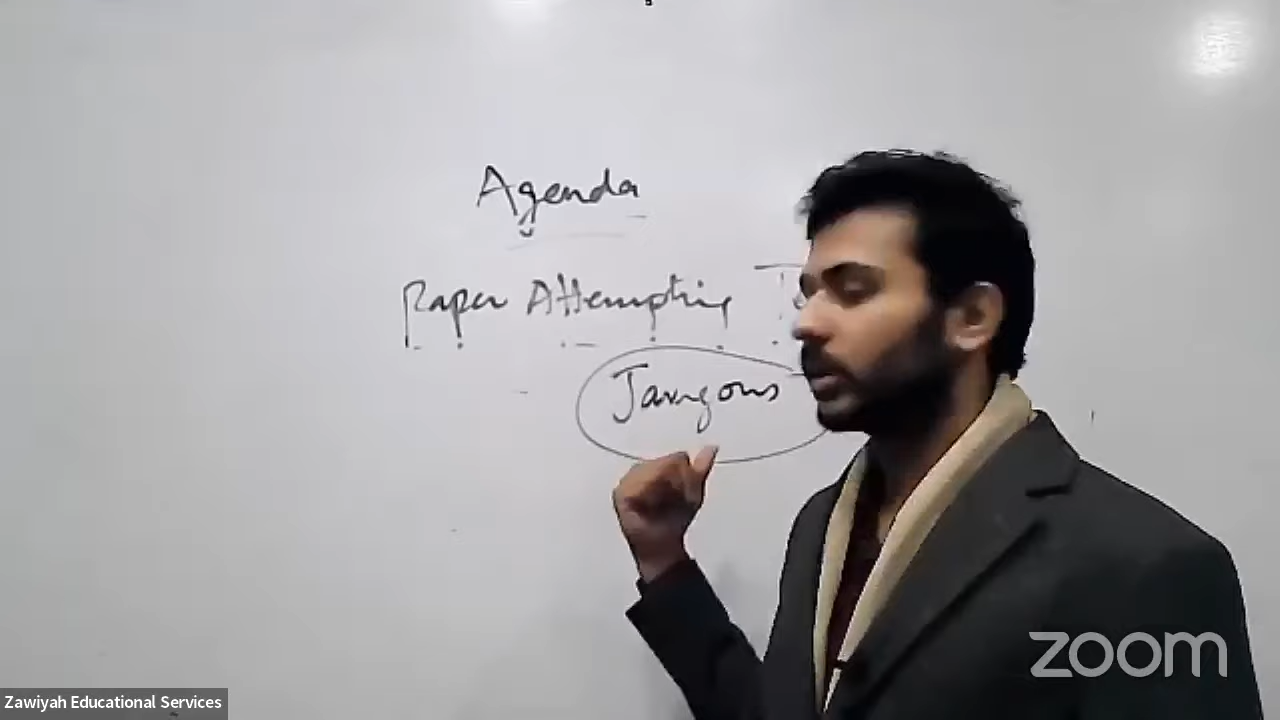 Agenda
Paper Attempting
Jargons
zoom
Zawiyah Educational Services